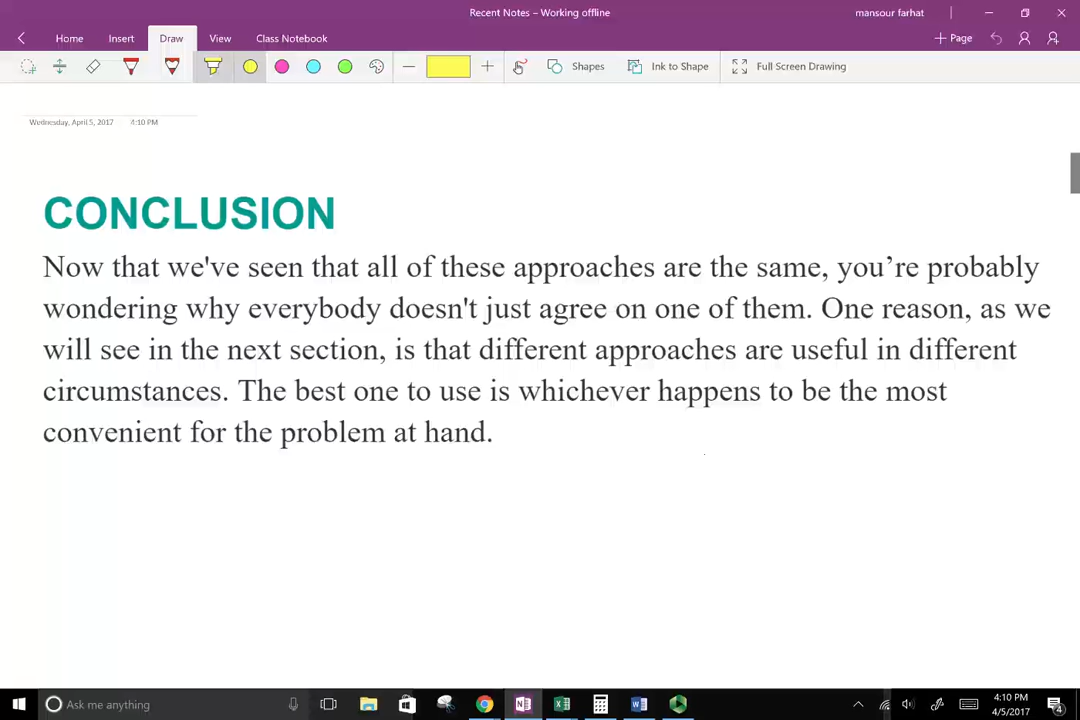 Recent Notes – Working offline
mansour farhat
Home Insert Draw View Class Notebook
Page
Shapes Ink to Shape Full Screen Drawing
Wednesday, April 5, 2017 4:10 PM
CONCLUSION
Now that we've seen that all of these approaches are the same, you’re probably
wondering why everybody doesn't just agree on one of them. One reason, as we
will see in the next section, is that different approaches are useful in different
circumstances. The best one to use is whichever happens to be the most
convenient for the problem at hand.
Ask me anything
4:10 PM
4/5/2017
4